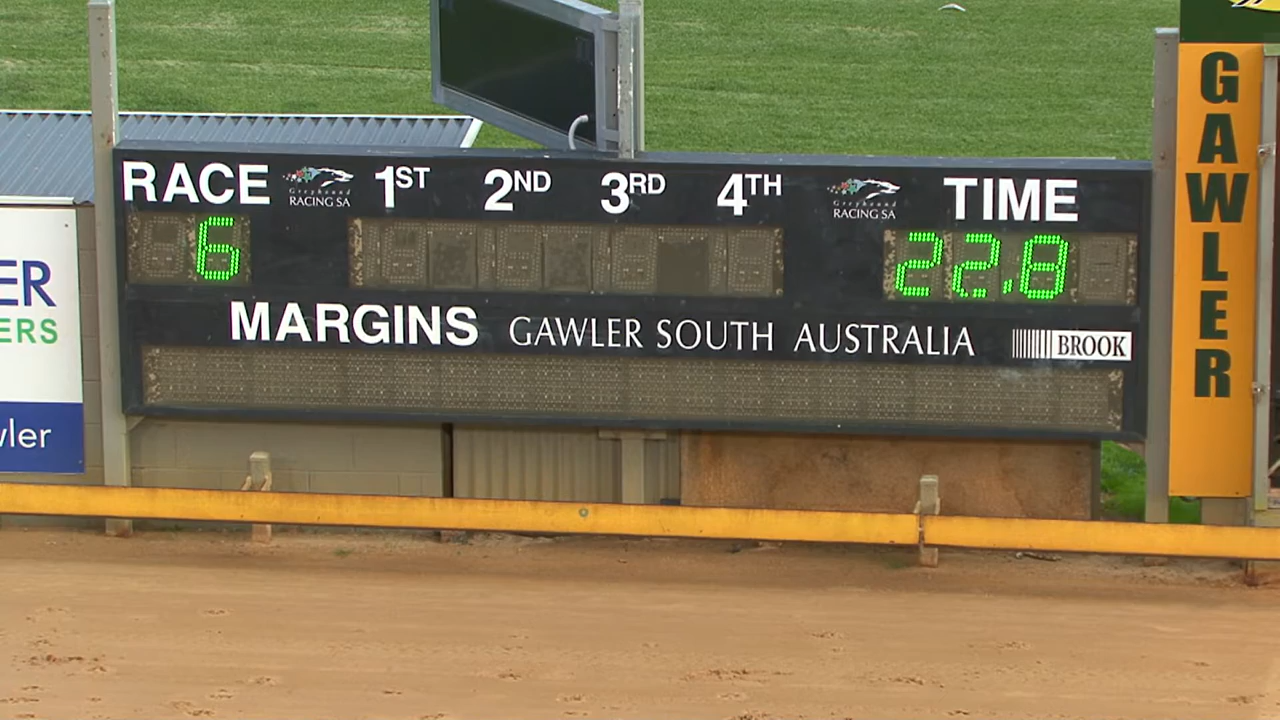 RACE
Greyhound
RACING SA
1ST 2ND 3RD 4TH
Greyhound
RACING SA
TIME
6
22.8
MARGINS GAWLER SOUTH AUSTRALIA BROOK
GAWLER
ER
ERS
wler